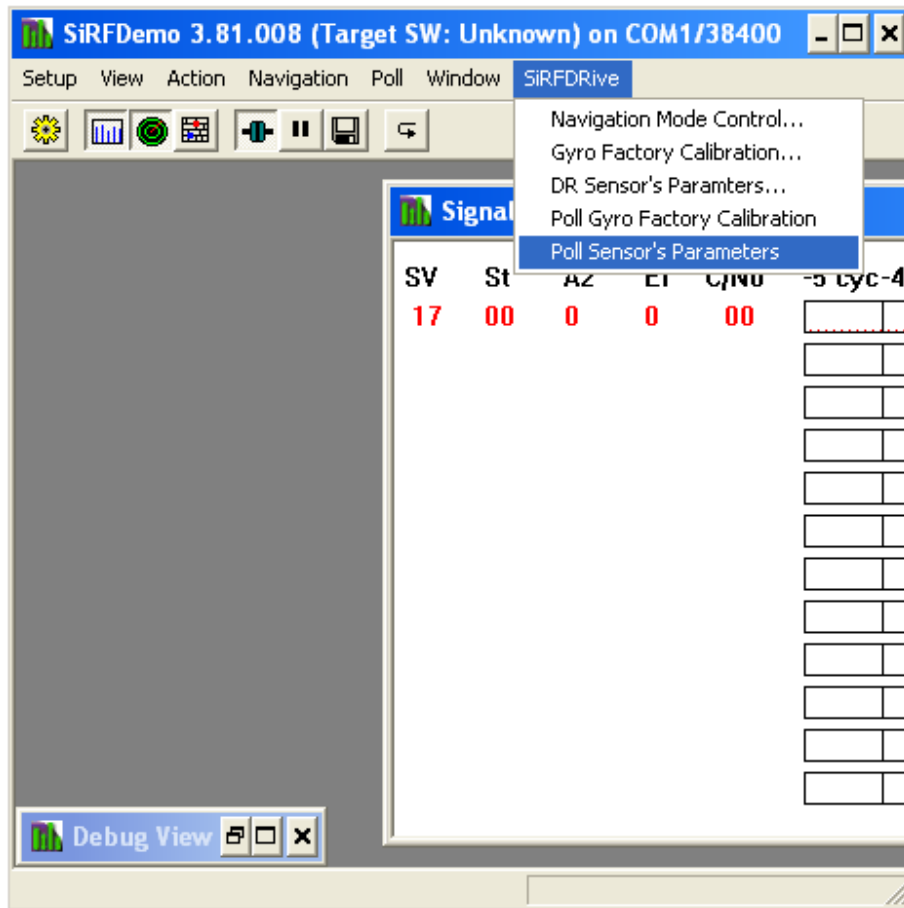 SiRFDemo 3.81.008 (Target SW: Unknown) on COM1/38400
Setup View Action Navigation Poll Window SiRFDRive
Navigation Mode Control...
Gyro Factory Calibration...
DR Sensor's Paramters...
Poll Gyro Factory Calibration
Poll Sensor's Parameters
Signal
SV St Az El C/No -5 cyc-4
17 00 0 0 00
Debug View